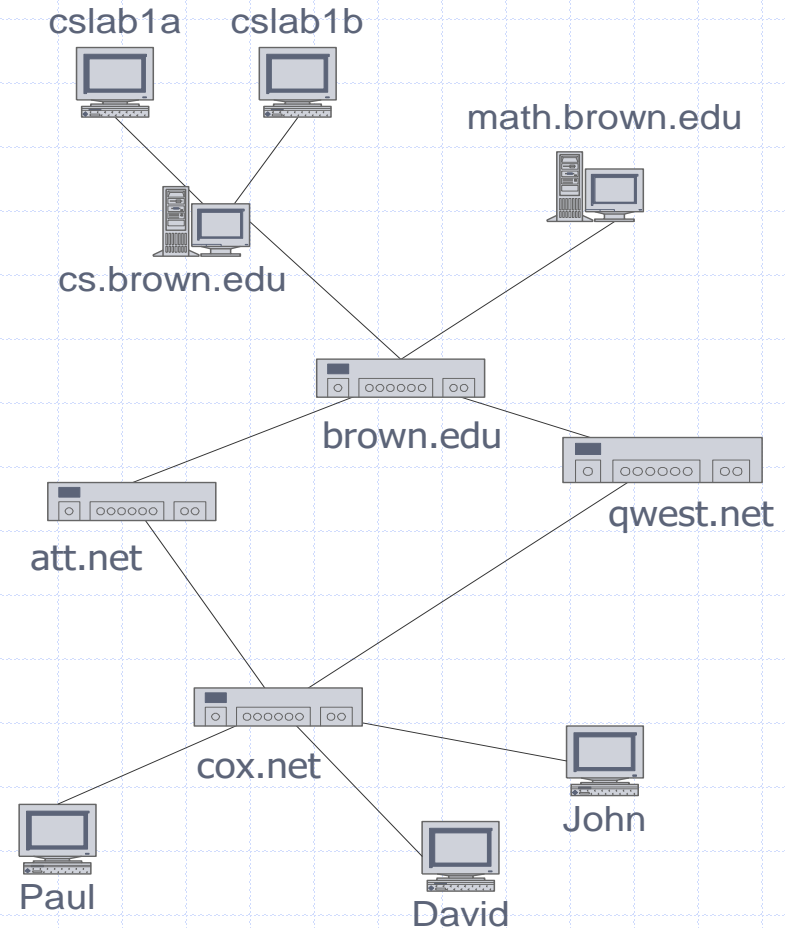 cslab1a
cslab1b
math.brown.edu
cs.brown.edu
brown.edu
qwest.net
att.net
cox.net
John
Paul
David